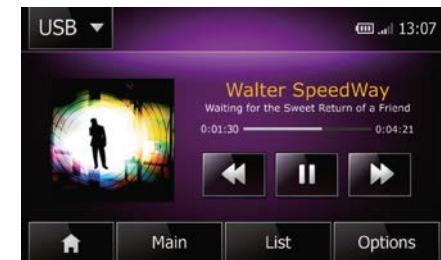 USB
13:07
Walter SpeedWay
Waiting for the Sweet Return of a Friend
0:01:30 0:04:21
Main List Options